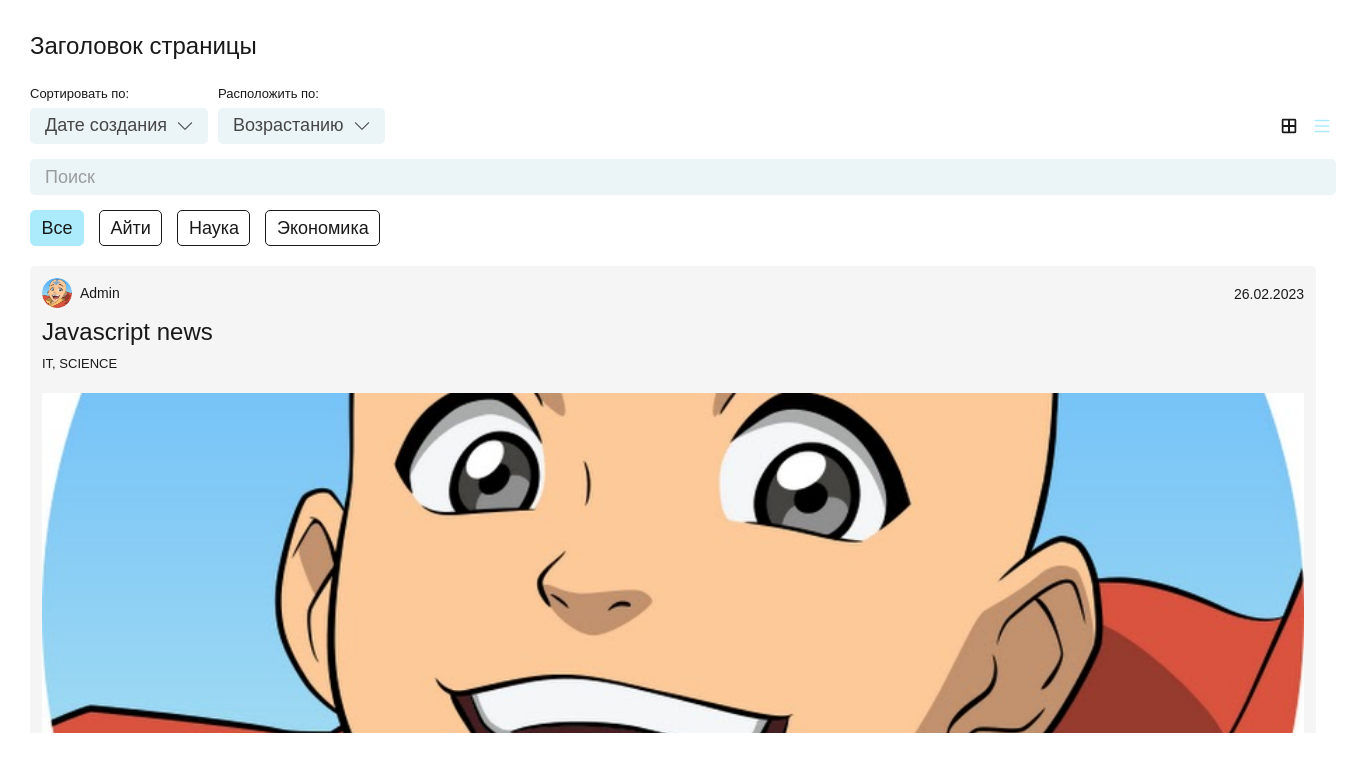 Заголовок страницы
Сортировать по: Расположить по:
Дате создания Возрастанию
Поиск
Все Айти Наука Экономика
Admin 26.02.2023
Javascript news
IT, SCIENCE